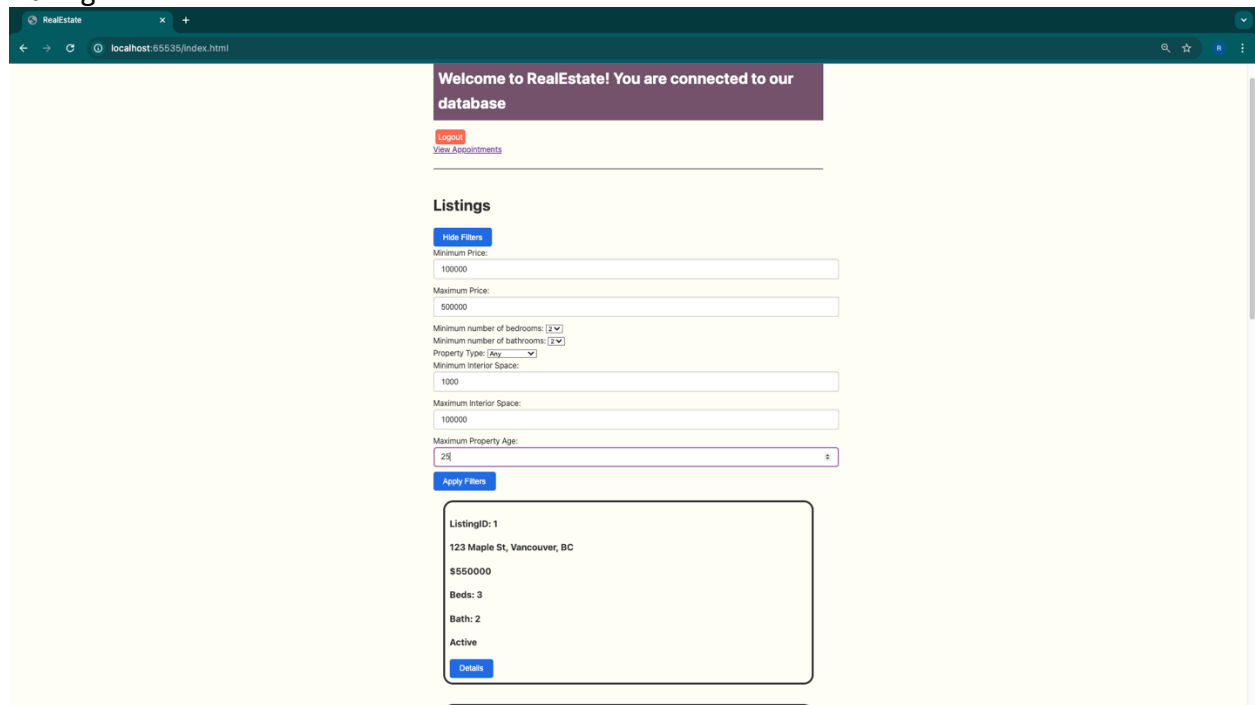 RealEstate
localhost:65535/index.html
R
Welcome to RealEstate! You are connected to our
database
Logout
View Appointments
Listings
Hide Filters
Minimum Price:
100000
Maximum Price:
500000
Minimum number of bedrooms: 2
Minimum number of bathrooms: 2
Property Type: Any
Minimum Interior Space:
1000
Maximum Interior Space:
100000
Maximum Property Age:
25
Apply Filters
ListingID: 1
123 Maple St, Vancouver, BC
$550000
Beds: 3
Bath: 2
Active
Details